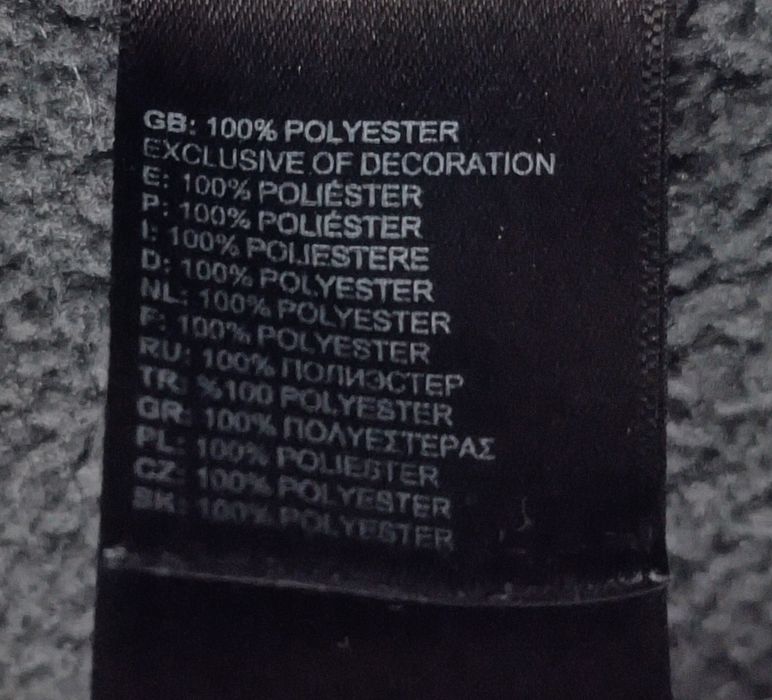 GB: 100% POLYESTER
EXCLUSIVE OF DECORATION
E: 100% POLIÉSTER
P: 100% POLIÉSTER
I: 100% POLIESTERE
D: 100% POLYESTER
NL: 100% POLYESTER
F: 100% POLYESTER
RU: 100% ПОЛИЭСТЕР
TR: %100 POLYESTER
GR: 100% ΠΟΛΥΕΣΤΕΡΑΣ
PL: 100% POLIESTER
CZ: 100% POLYESTER
SK: 100% POLYESTER